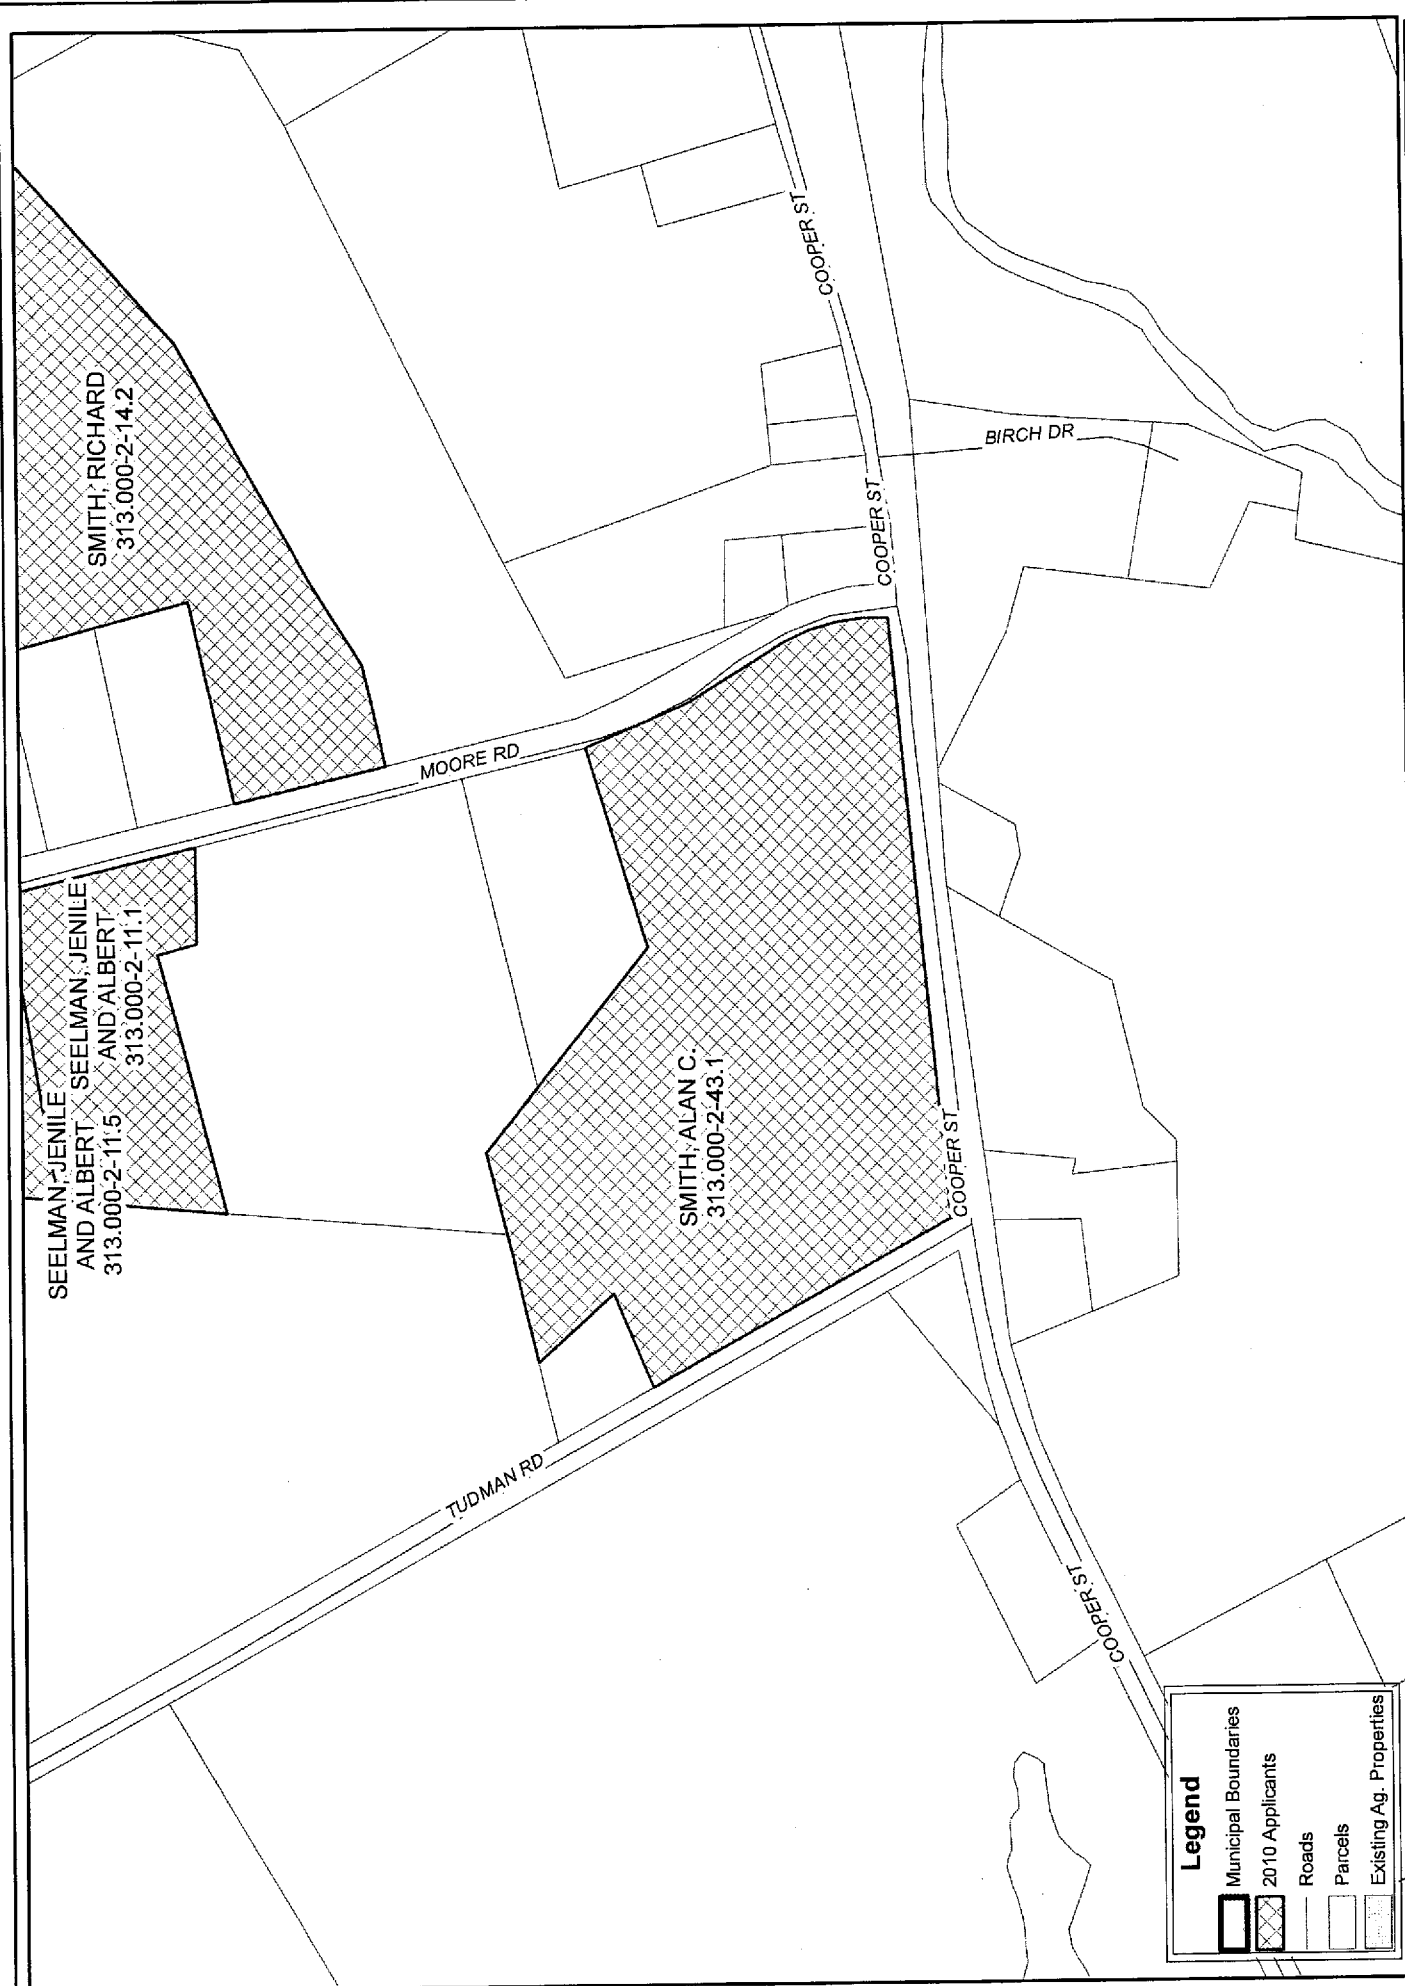 SMITH, RICHARD
313.000-2-14.2
SEELMAN, JENILE
AND ALBERT
313.000-2-11.1
SEELMAN, JENILE
AND ALBERT
313.000-2-11.5
SMITH, ALAN C.
313.000-2-43.1
MOORE RD
TUDMAN RD
COOPER ST
COOPER ST
COOPER ST
COOPER ST
BIRCH DR
Legend
Municipal Boundaries
2010 Applicants
Roads
Parcels
Existing Ag. Properties